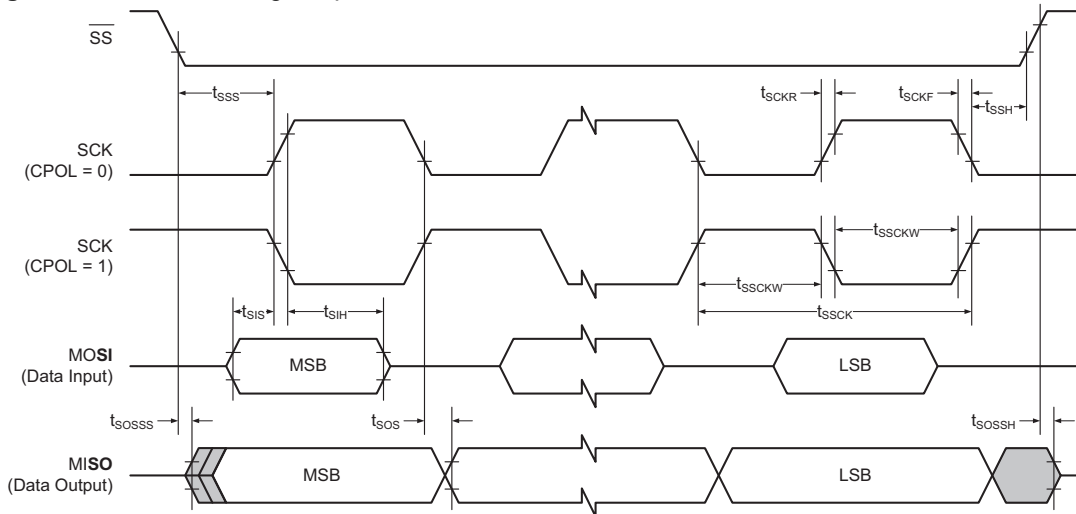 SS
tSSS
tSCKR
tSCKF
tSSH
SCK
(CPOL = 0)
SCK
(CPOL = 1)
tSSCKW
tSSCKW
tSSCK
tSIS
tSIH
MOSI
(Data Input)
MSB
LSB
tSOSSS
tSOS
tSOSSH
MISO
(Data Output)
MSB
LSB